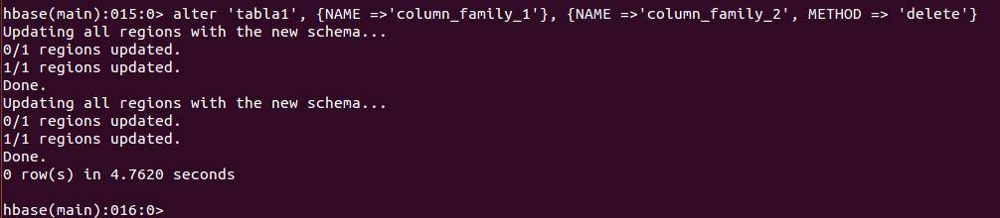 hbase(main):015:0> alter 'tabla1', {NAME =>'column_family_1'}, {NAME =>'column_family_2', METHOD => 'delete'}
Updating all regions with the new schema...
0/1 regions updated.
1/1 regions updated.
Done.
Updating all regions with the new schema...
0/1 regions updated.
1/1 regions updated.
Done.
0 row(s) in 4.7620 seconds
hbase(main):016:0>